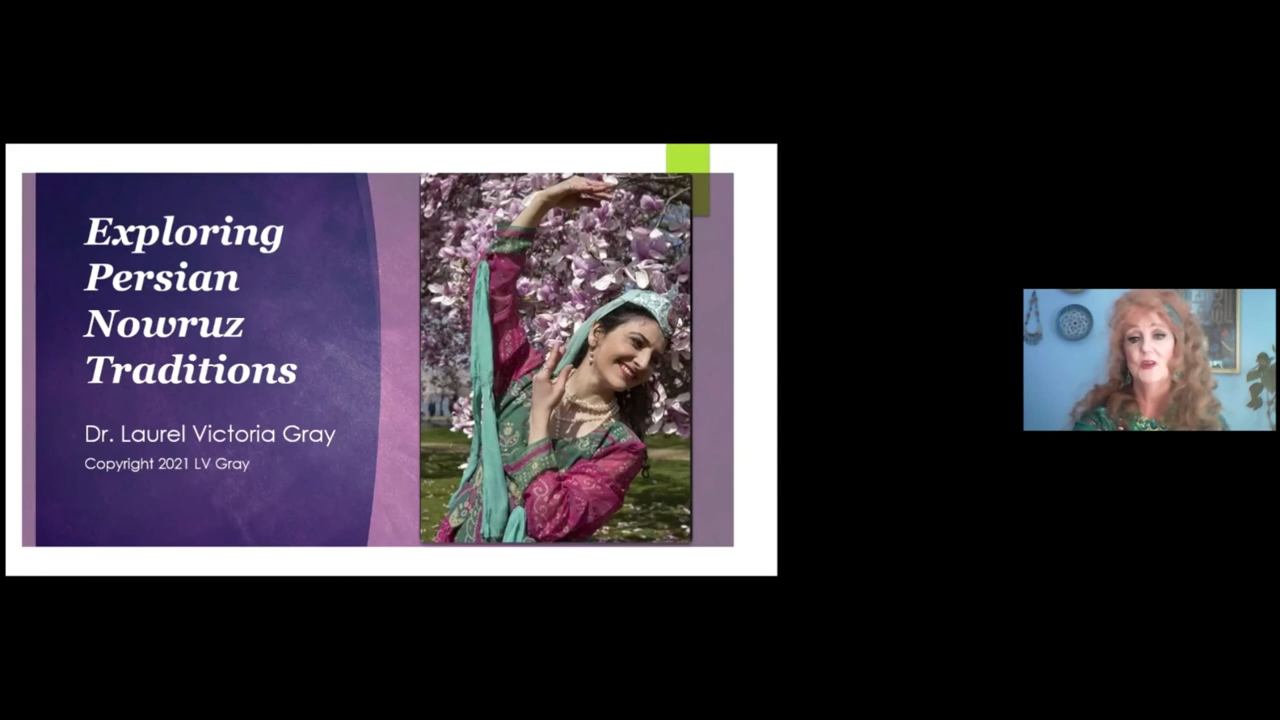 Exploring
Persian
Nowruz
Traditions
Dr. Laurel Victoria Gray
Copyright 2021 LV Gray